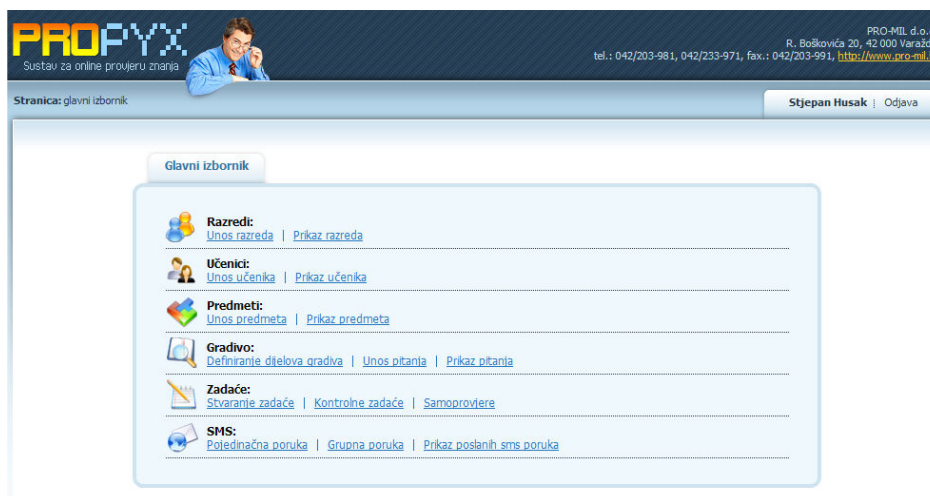 PROPYX
Sustav za online provjeru znanja
PRO-MIL d.o.
R. Boškovića 20, 42 000 Varažd
tel.: 042/203-981, 042/233-971, fax.: 042/203-991, http://www.pro-mil.
Stranica: glavni izbornik
Stjepan Husak | Odjava
Glavni izbornik
Razredi:
Unos razreda | Prikaz razreda
Učenici:
Unos učenika | Prikaz učenika
Predmeti:
Unos predmeta | Prikaz predmeta
Gradivo:
Definiranje dijelova gradiva | Unos pitanja | Prikaz pitanja
Zadaće:
Stvaranje zadaće | Kontrolne zadaće | Samoprovjere
SMS:
Pojedinačna poruka | Grupna poruka | Prikaz poslanih sms poruka